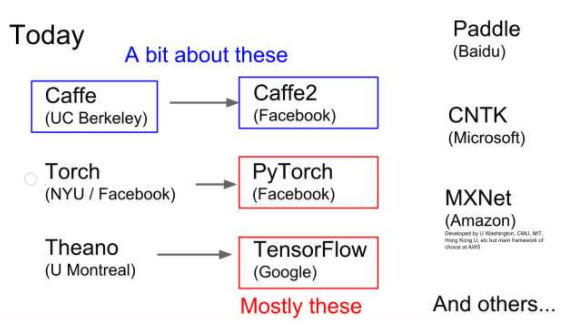 Today
A bit about these
Caffe
(UC Berkeley)
Caffe2
(Facebook)
Torch
(NYU / Facebook)
PyTorch
(Facebook)
Theano
(U Montreal)
TensorFlow
(Google)
Mostly these
Paddle
(Baidu)
CNTK
(Microsoft)
MXNet
(Amazon)
Developed by U Washington, CMU, MIT,
Hong Kong U, etc but main framework of
choice at AWS
And others...